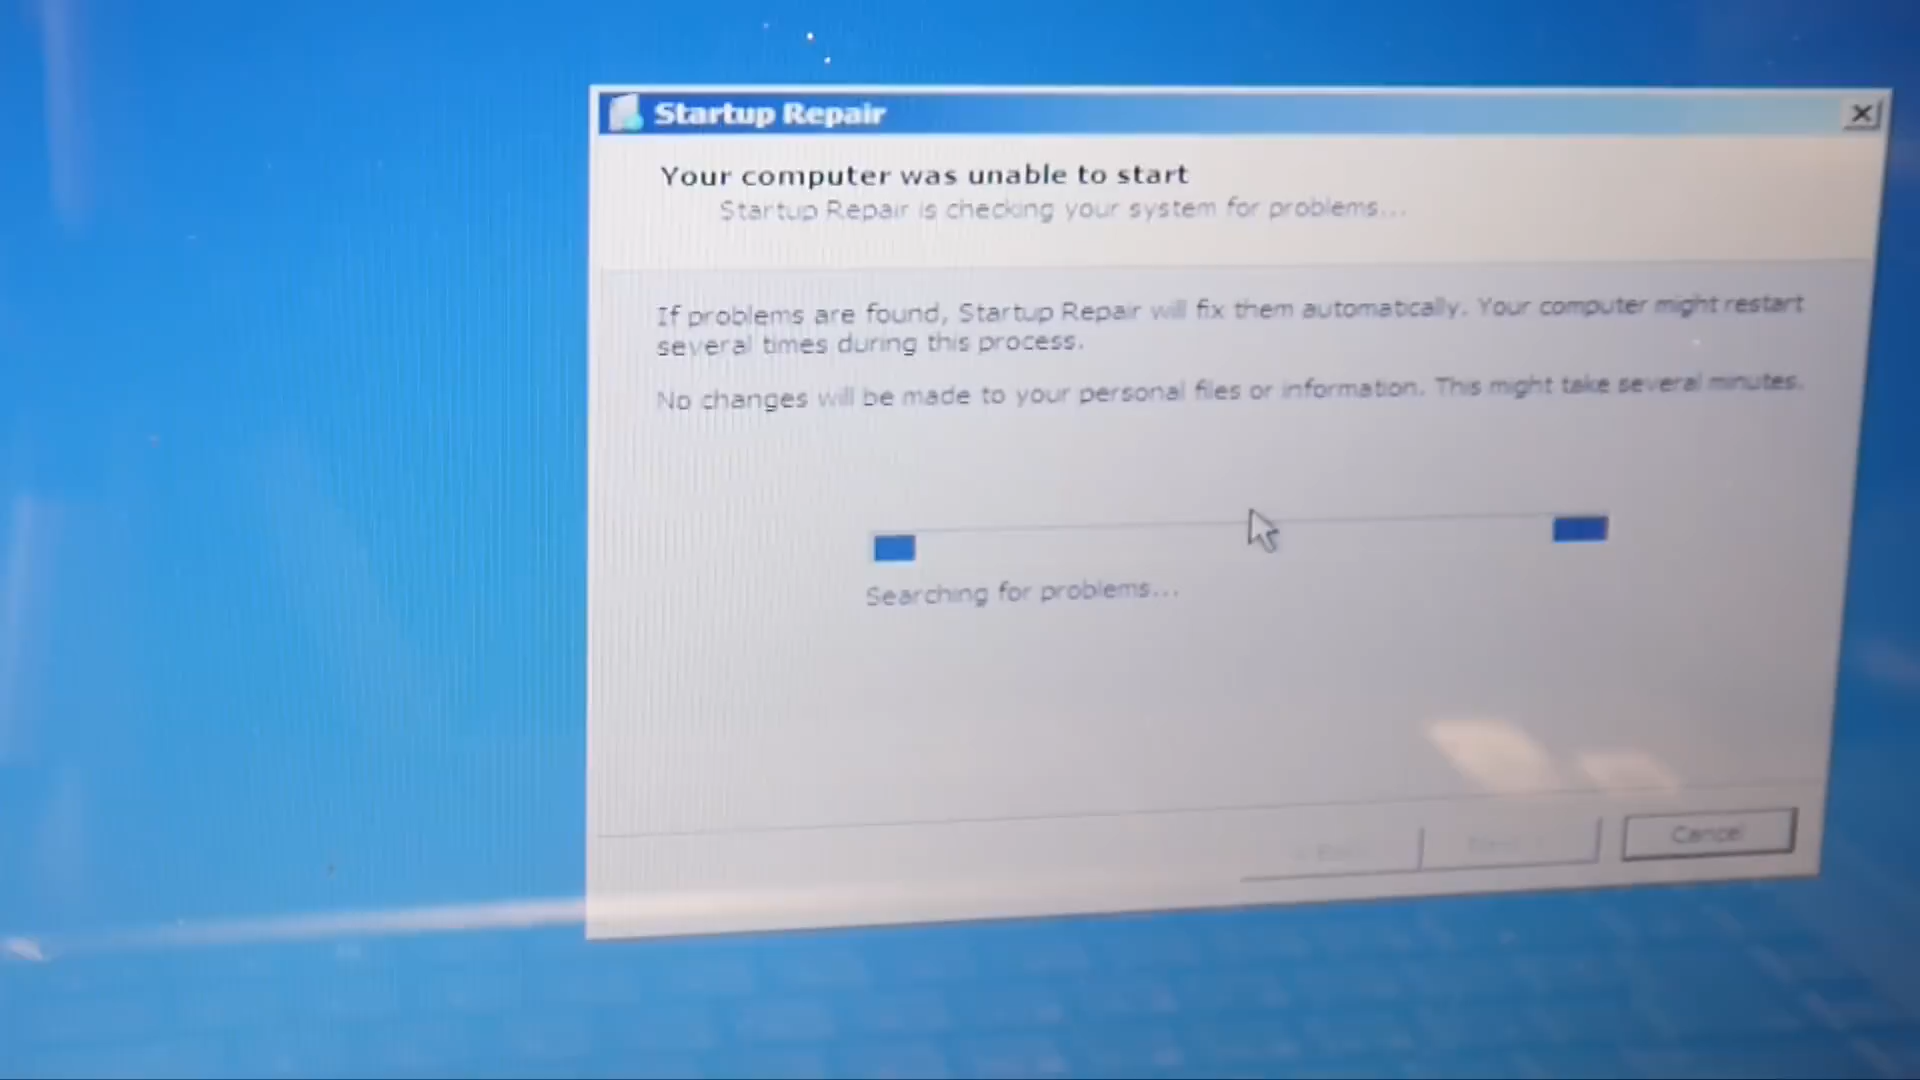 Startup Repair
Your computer was unable to start
Startup Repair is checking your system for problems...
If problems are found, Startup Repair will fix them automatically. Your computer might restart
several times during this process.
No changes will be made to your personal files or information. This might take several minutes.
Searching for problems...
Cancel